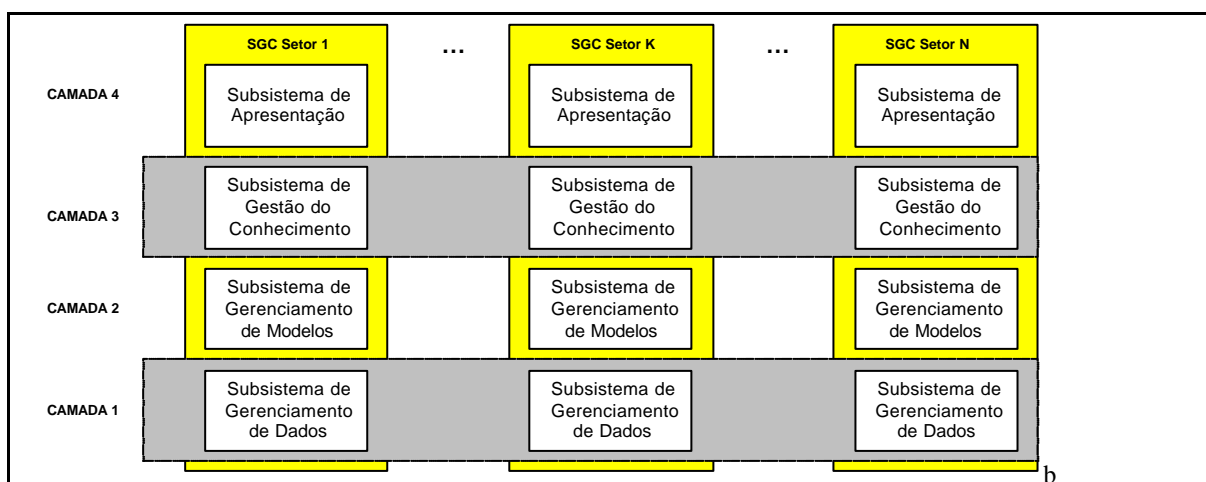 SGC Setor 1 ... SGC Setor K ... SGC Setor N
CAMADA 4
Subsistema de
Apresentação
Subsistema de
Apresentação
Subsistema de
Apresentação
CAMADA 3
Subsistema de
Gestão do
Conhecimento
Subsistema de
Gestão do
Conhecimento
Subsistema de
Gestão do
Conhecimento
CAMADA 2
Subsistema de
Gerenciamento
de Modelos
Subsistema de
Gerenciamento
de Modelos
Subsistema de
Gerenciamento
de Modelos
CAMADA 1
Subsistema de
Gerenciamento
de Dados
Subsistema de
Gerenciamento
de Dados
Subsistema de
Gerenciamento
de Dados
b